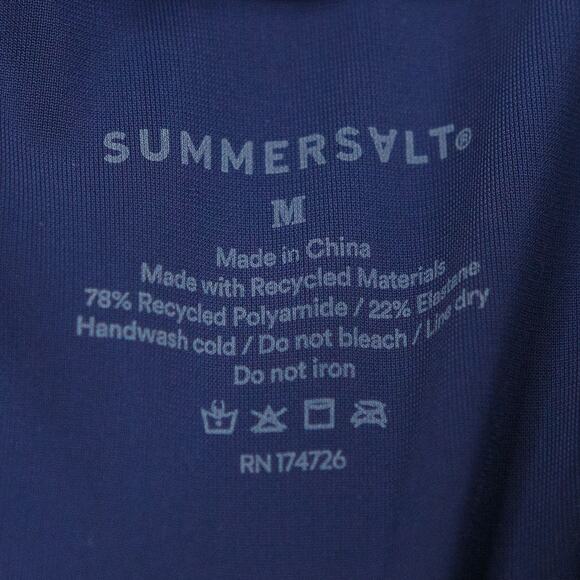 SUMMERSALT®
M
Made in China
Made with Recycled Materials
78% Recycled Polyamide / 22% Elastane
Handwash cold / Do not bleach / Line dry
Do not iron
RN 174726